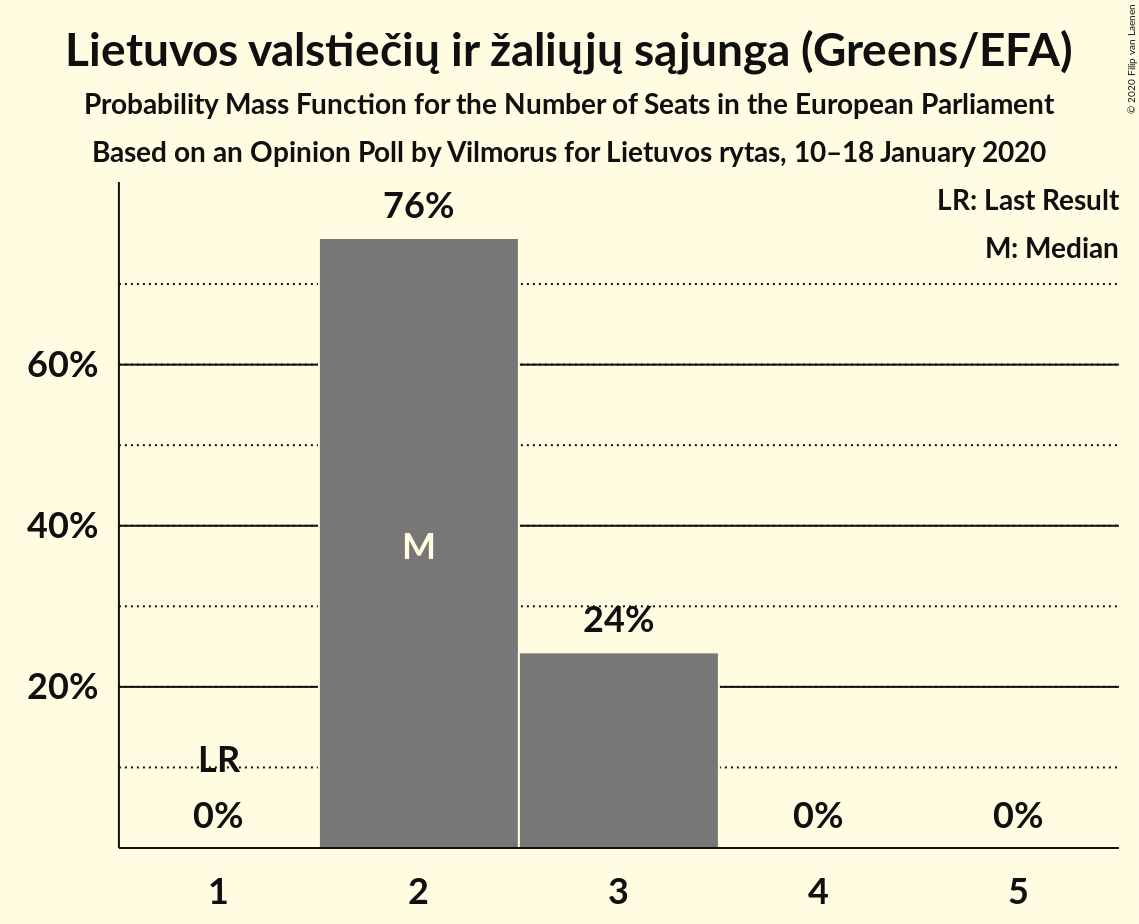 Lietuvos valstiečių ir žaliųjų sąjunga (Greens/EFA)
Probability Mass Function for the Number of Seats in the European Parliament
Based on an Opinion Poll by Vilmorus for Lietuvos rytas, 10–18 January 2020
© 2020 Filip van Laenen
LR: Last Result
M: Median
76%
60%
40%
M
24%
20%
LR
0%
0%
0%
1
2
3
4
5